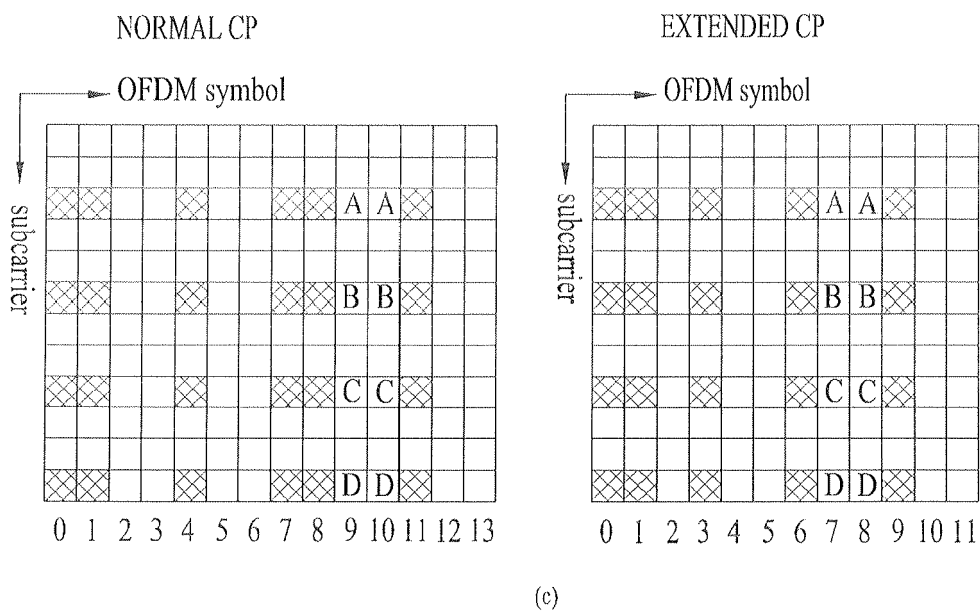 NORMAL CP
OFDM symbol
subcarrier
A A
B B
C C
D D
0 1 2 3 4 5 6 7 8 9 10 11 12 13
EXTENDED CP
OFDM symbol
subcarrier
A A
B B
C C
D D
0 1 2 3 4 5 6 7 8 9 10 11
(c)